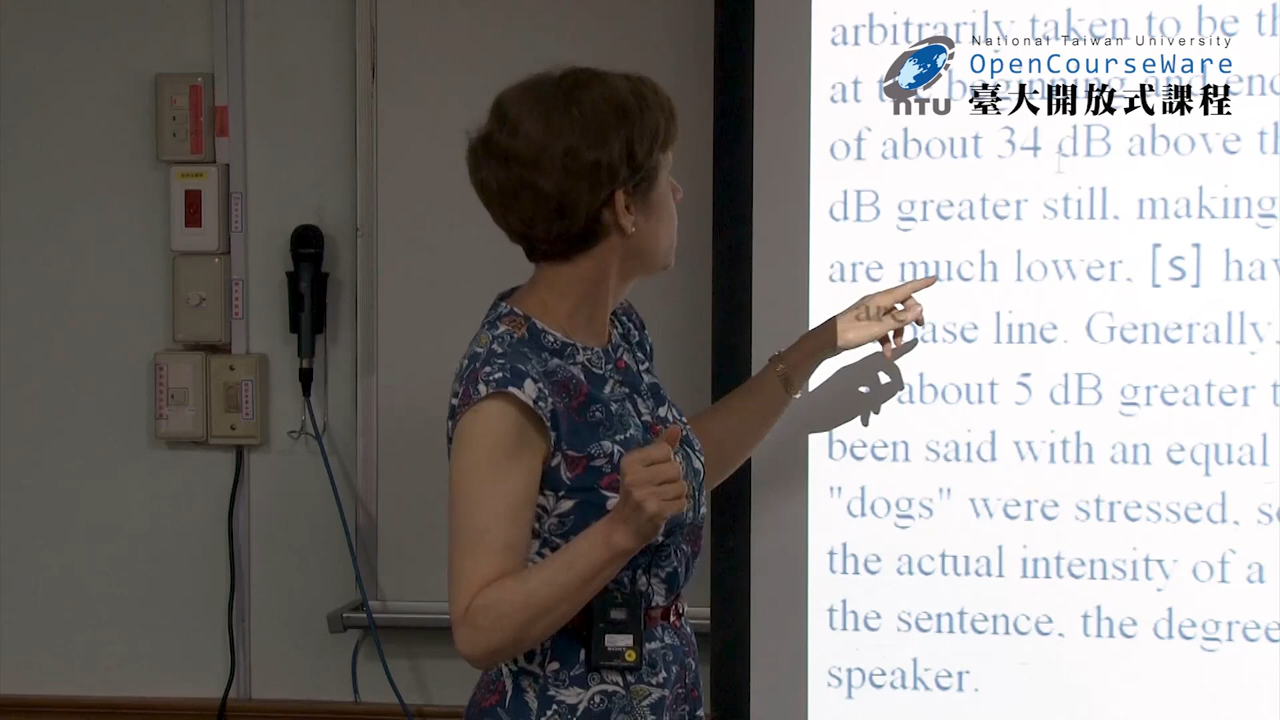 arbitrarily taken to be th
National Taiwan University
OpenCourseWare
NTU 臺大開放式課程
at the beginning and end
of about 34 dB above th
dB greater still, making
are much lower. [s] hav
are
base line. Generally,
about 5 dB greater t
been said with an equal
"dogs" were stressed, s
the actual intensity of a
the sentence, the degree
speaker.
SONY